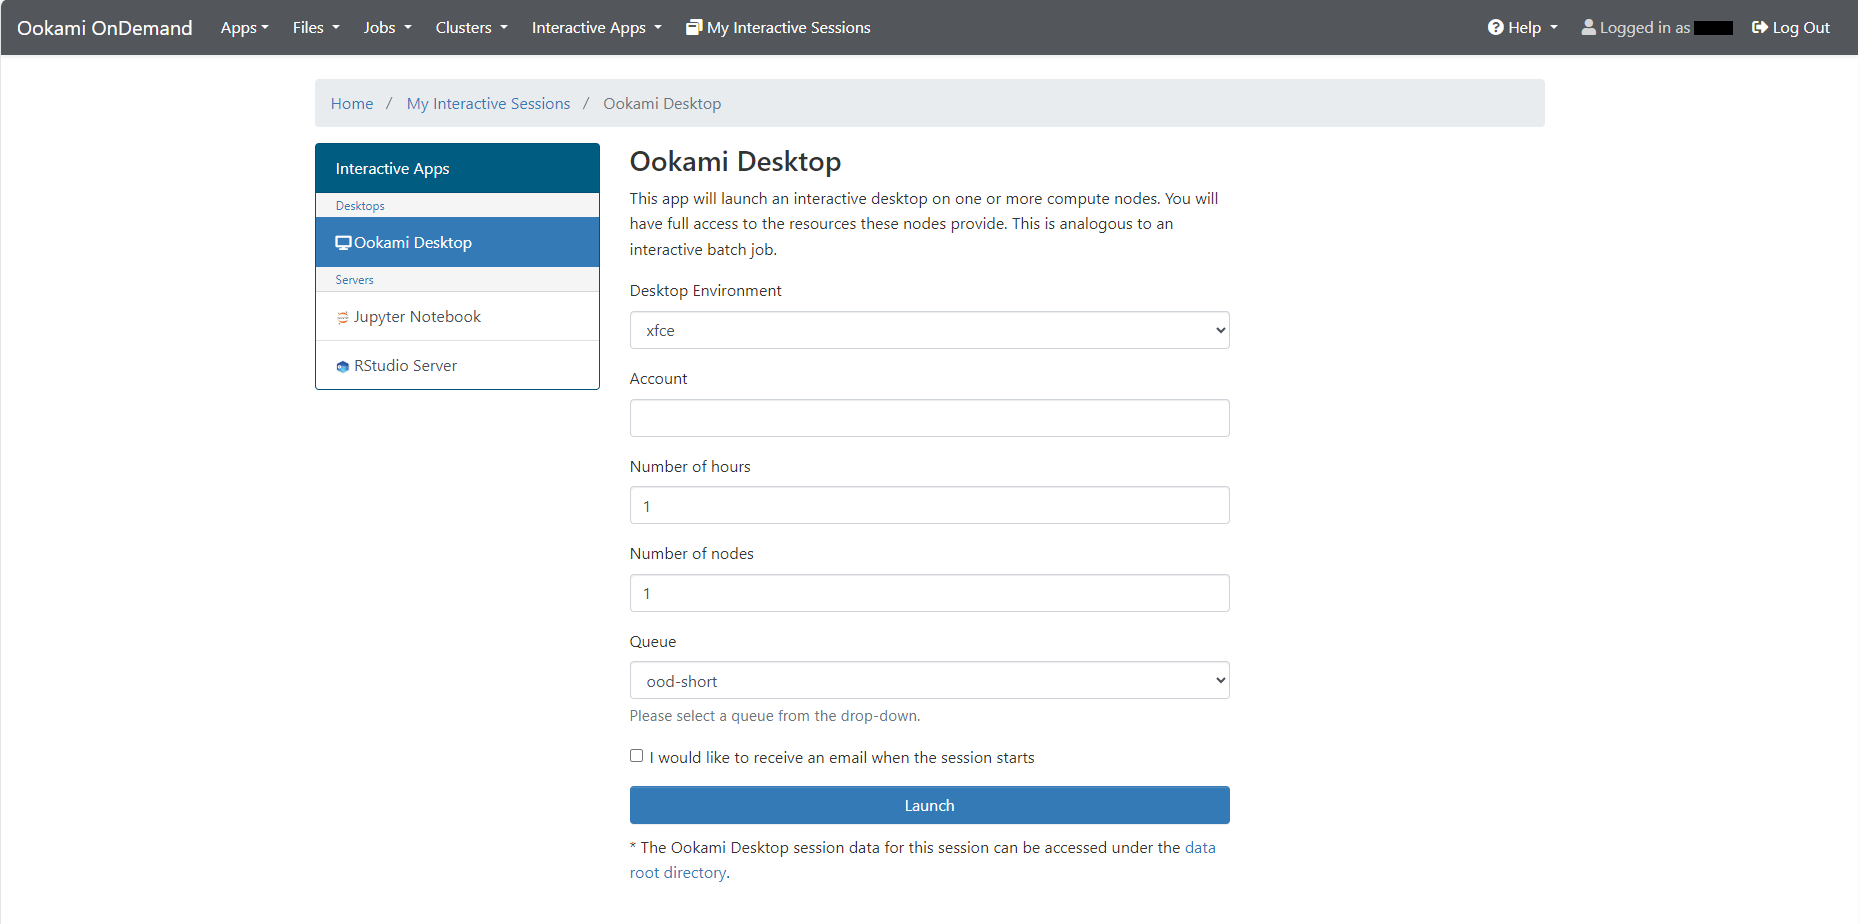 Ookami OnDemand Apps Files Jobs Clusters Interactive Apps My Interactive Sessions Help Logged in as Log Out
Home / My Interactive Sessions / Ookami Desktop
Interactive Apps
Desktops
Ookami Desktop
Servers
Jupyter Notebook
RStudio Server
Ookami Desktop
This app will launch an interactive desktop on one or more compute nodes. You will
have full access to the resources these nodes provide. This is analogous to an
interactive batch job.
Desktop Environment
xfce
Account
Number of hours
1
Number of nodes
1
Queue
ood-short
Please select a queue from the drop-down.
I would like to receive an email when the session starts
Launch
* The Ookami Desktop session data for this session can be accessed under the data
root directory.